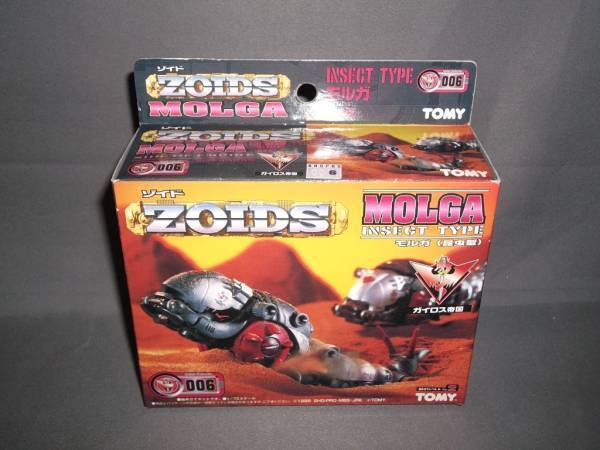 ゾイド
ZOIDS
MOLGA
INSECT TYPE
モルガ
006
TOMY
MOLGA
006
ガイロス帝国
6
TOMY
ゾイド
ZOIDS
MOLGA
INSECT TYPE
モルガ（昆虫型）
ガイロス帝国
006
TOMY